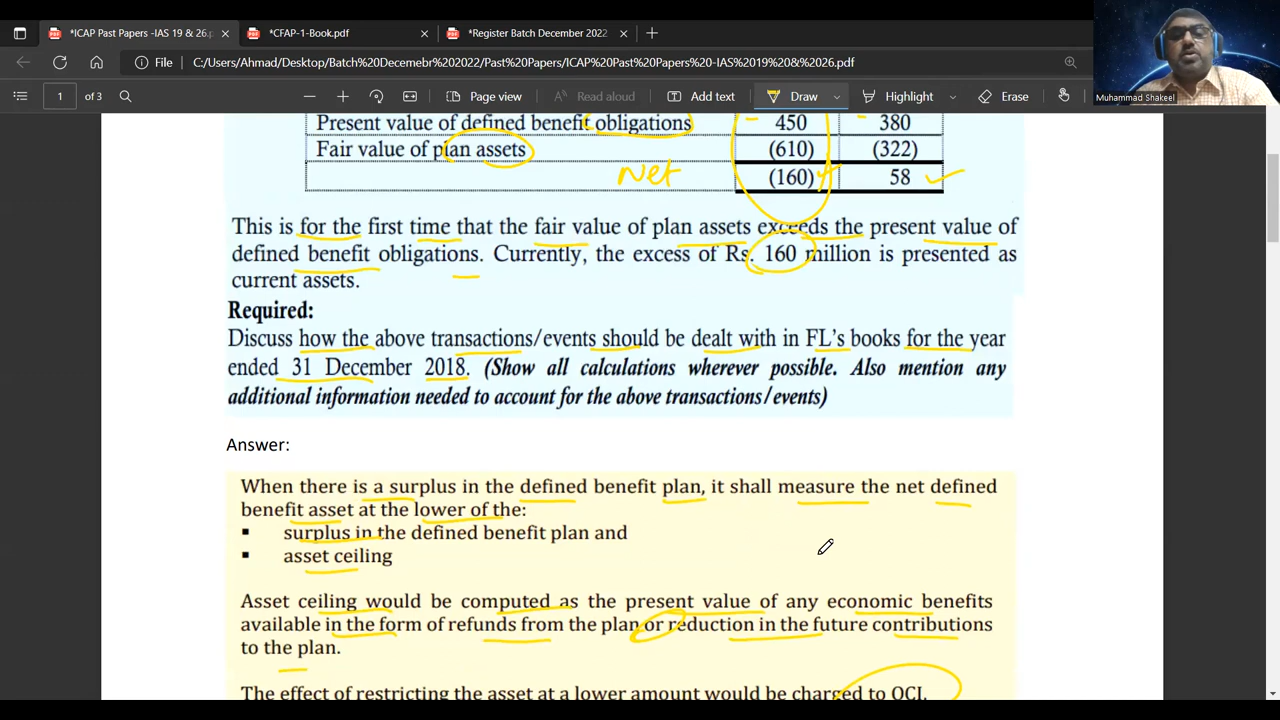 *ICAP Past Papers -IAS 19 & 26.p
*CFAP-1-Book.pdf
*Register Batch December 2022
File
C:/Users/Ahmad/Desktop/Batch%20Decemebr%202022/Past%20Papers/ICAP%20Past%20Papers%20-IAS%2019%20&%2026.pdf
Muhammad Shakeel
1 of 3
Page view
Read aloud
Add text
Draw
Highlight
Erase
Present value of defined benefit obligations 450 380
Fair value of plan assets (610) (322)
Net (160) 58
This is for the first time that the fair value of plan assets exceeds the present value of
defined benefit obligations. Currently, the excess of Rs. 160 million is presented as
current assets.
Required:
Discuss how the above transactions/events should be dealt with in FL's books for the year
ended 31 December 2018. (Show all calculations wherever possible. Also mention any
additional information needed to account for the above transactions/events)
Answer:
When there is a surplus in the defined benefit plan, it shall measure the net defined
benefit asset at the lower of the:
▪ surplus in the defined benefit plan and
▪ asset ceiling
Asset ceiling would be computed as the present value of any economic benefits
available in the form of refunds from the plan or reduction in the future contributions
to the plan.
The effect of restricting the asset at a lower amount would be charged to OCI.